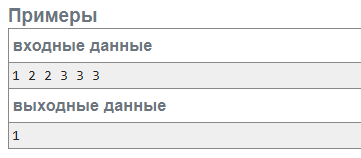 Примеры
входные данные
1 2 2 3 3 3
выходные данные
1